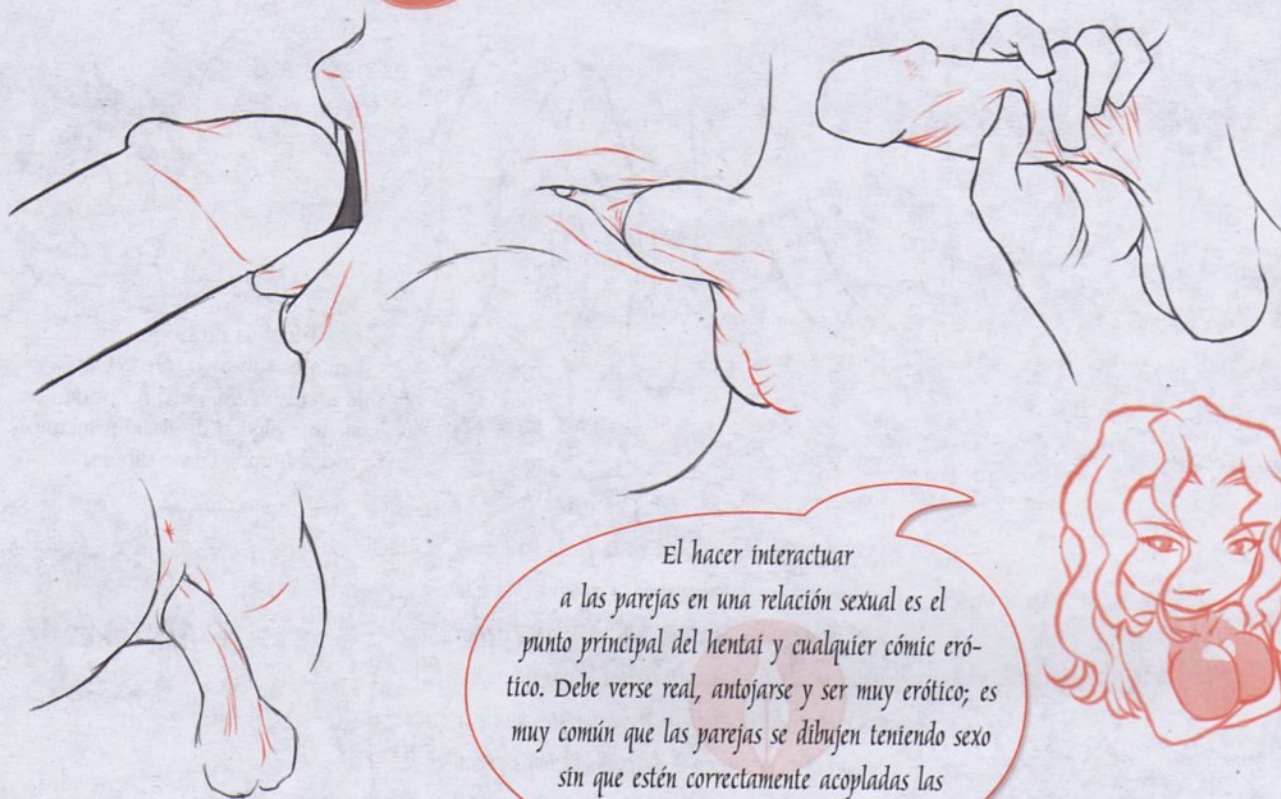 El hacer interactuar
a las parejas en una relación sexual es el
punto principal del hentai y cualquier cómic eró-
tico. Debe verse real, antojarse y ser muy erótico; es
muy común que las parejas se dibujen teniendo sexo
sin que estén correctamente acopladas las